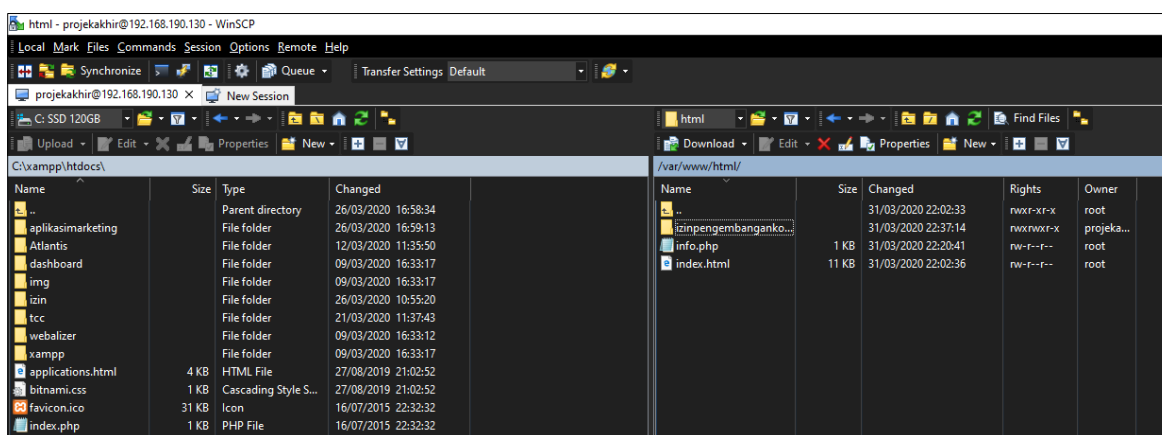 html - projekakhir@192.168.190.130 - WinSCP
Local Mark Files Commands Session Options Remote Help
Synchronize Queue Transfer Settings Default
projekakhir@192.168.190.130 New Session
C: SSD 120GB html Find Files
Upload Edit Properties New Download Edit Properties New
C:\xampp\htdocs\ /var/www/html/
Name Size Type Changed Name Size Changed Rights Owner
.. Parent directory 26/03/2020 16:58:34 .. 31/03/2020 22:02:33 rwxr-xr-x root
aplikasimarketing File folder 26/03/2020 16:59:13 izinpengembanganko... 31/03/2020 22:37:14 rwxrwxr-x projeka...
Atlantis File folder 12/03/2020 11:35:50 info.php 1 KB 31/03/2020 22:20:41 rw-r--r-- root
dashboard File folder 09/03/2020 16:33:17 index.html 11 KB 31/03/2020 22:02:36 rw-r--r-- root
img File folder 09/03/2020 16:33:17
izin File folder 26/03/2020 10:55:20
tcc File folder 21/03/2020 11:37:43
webalizer File folder 09/03/2020 16:33:12
xampp File folder 09/03/2020 16:33:17
applications.html 4 KB HTML File 27/08/2019 21:02:52
bitnami.css 1 KB Cascading Style S... 27/08/2019 21:02:52
favicon.ico 31 KB Icon 16/07/2015 22:32:32
index.php 1 KB PHP File 16/07/2015 22:32:32